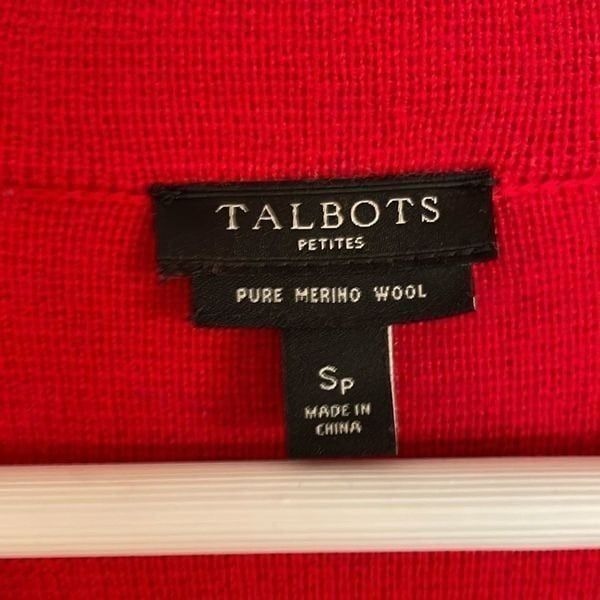 TALBOTS
PETITES
PURE MERINO WOOL
Sp
MADE IN
CHINA